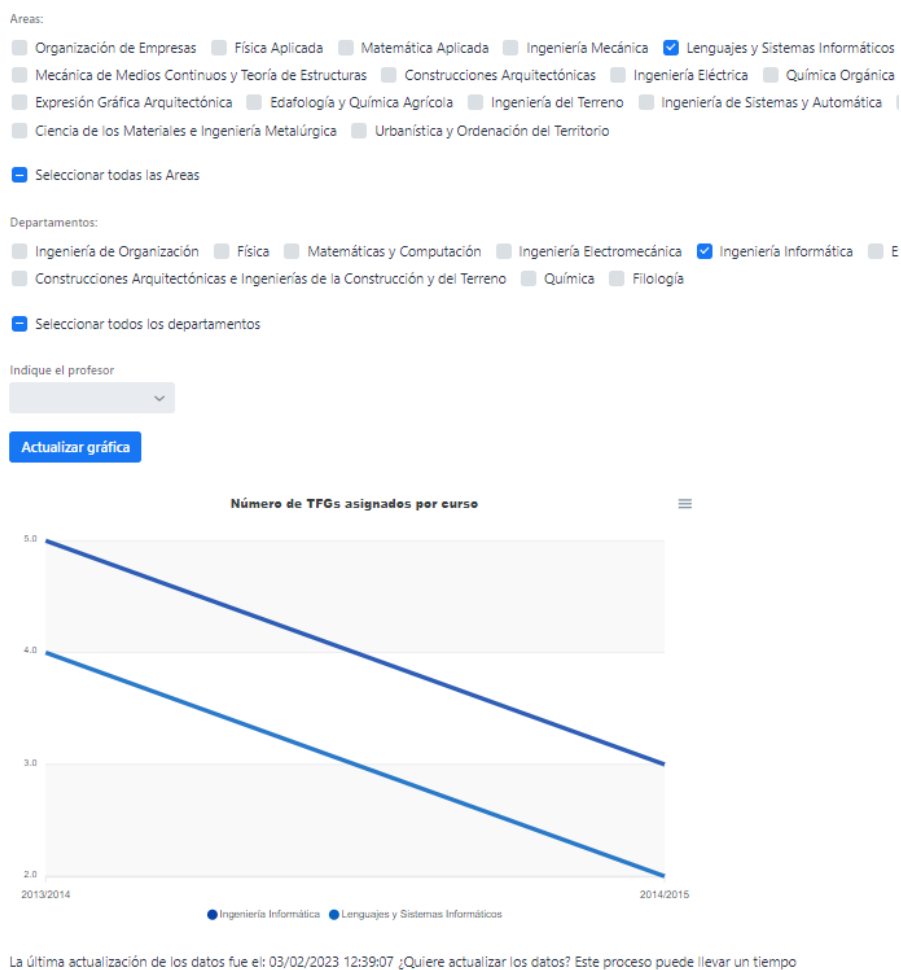 Areas:
Organización de Empresas Física Aplicada Matemática Aplicada Ingeniería Mecánica Lenguajes y Sistemas Informáticos
Mecánica de Medios Continuos y Teoría de Estructuras Construcciones Arquitectónicas Ingeniería Eléctrica Química Orgánica
Expresión Gráfica Arquitectónica Edafología y Química Agrícola Ingeniería del Terreno Ingeniería de Sistemas y Automática
Ciencia de los Materiales e Ingeniería Metalúrgica Urbanística y Ordenación del Territorio
Seleccionar todas las Areas
Departamentos:
Ingeniería de Organización Física Matemáticas y Computación Ingeniería Electromecánica Ingeniería Informática E
Construcciones Arquitectónicas e Ingenierías de la Construcción y del Terreno Química Filología
Seleccionar todos los departamentos
Indique el profesor
Actualizar gráfica
Número de TFGs asignados por curso
5.0
4.0
3.0
2.0
2013/2014 2014/2015
Ingeniería Informática Lenguajes y Sistemas Informáticos
La última actualización de los datos fue el: 03/02/2023 12:39:07 ¿Quiere actualizar los datos? Este proceso puede llevar un tiempo